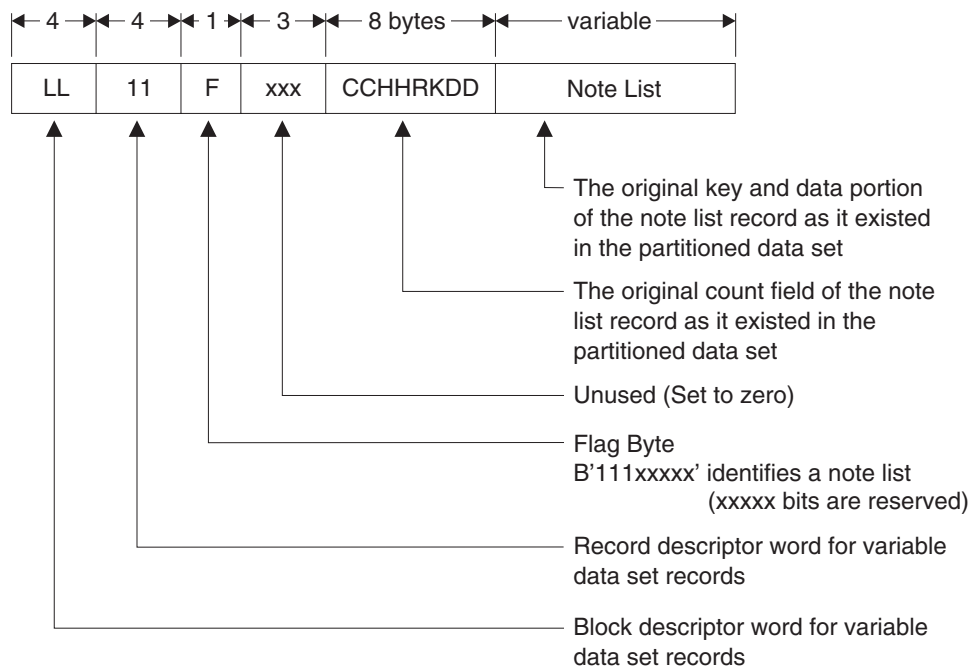 4 4 1 3 8 bytes variable
LL 11 F xxx CCHHRKDD Note List
The original key and data portion
of the note list record as it existed
in the partitioned data set
The original count field of the note
list record as it existed in the
partitioned data set
Unused (Set to zero)
Flag Byte
B’111xxxxx’ identifies a note list
(xxxxx bits are reserved)
Record descriptor word for variable
data set records
Block descriptor word for variable
data set records